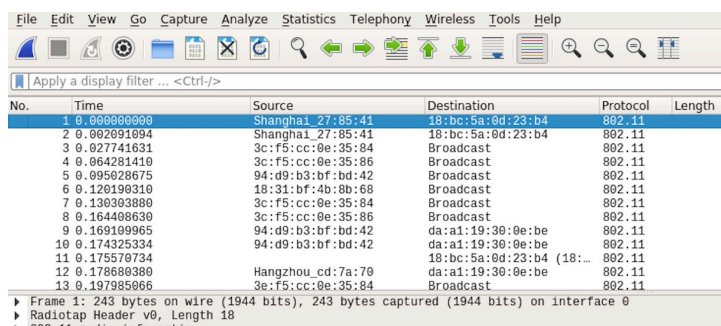 File Edit View Go Capture Analyze Statistics Telephony Wireless Tools Help
Apply a display filter ... <Ctrl-/>
No. Time Source Destination Protocol Length
1 0.000000000 Shanghai_27:85:41 18:bc:5a:0d:23:b4 802.11
2 0.002091094 Shanghai_27:85:41 18:bc:5a:0d:23:b4 802.11
3 0.027741631 3c:f5:cc:0e:35:84 Broadcast 802.11
4 0.064281410 3c:f5:cc:0e:35:86 Broadcast 802.11
5 0.095028675 94:d9:b3:bf:bd:42 Broadcast 802.11
6 0.120190310 18:31:bf:4b:8b:68 Broadcast 802.11
7 0.130303880 3c:f5:cc:0e:35:84 Broadcast 802.11
8 0.164408630 3c:f5:cc:0e:35:86 Broadcast 802.11
9 0.169109965 94:d9:b3:bf:bd:42 da:a1:19:30:0e:be 802.11
10 0.174325334 94:d9:b3:bf:bd:42 da:a1:19:30:0e:be 802.11
11 0.175570734 18:bc:5a:0d:23:b4 (18:… 802.11
12 0.178680380 Hangzhou_cd:7a:70 da:a1:19:30:0e:be 802.11
13 0.197985066 3e:f5:cc:0e:35:84 Broadcast 802.11
Frame 1: 243 bytes on wire (1944 bits), 243 bytes captured (1944 bits) on interface 0
Radiotap Header v0, Length 18